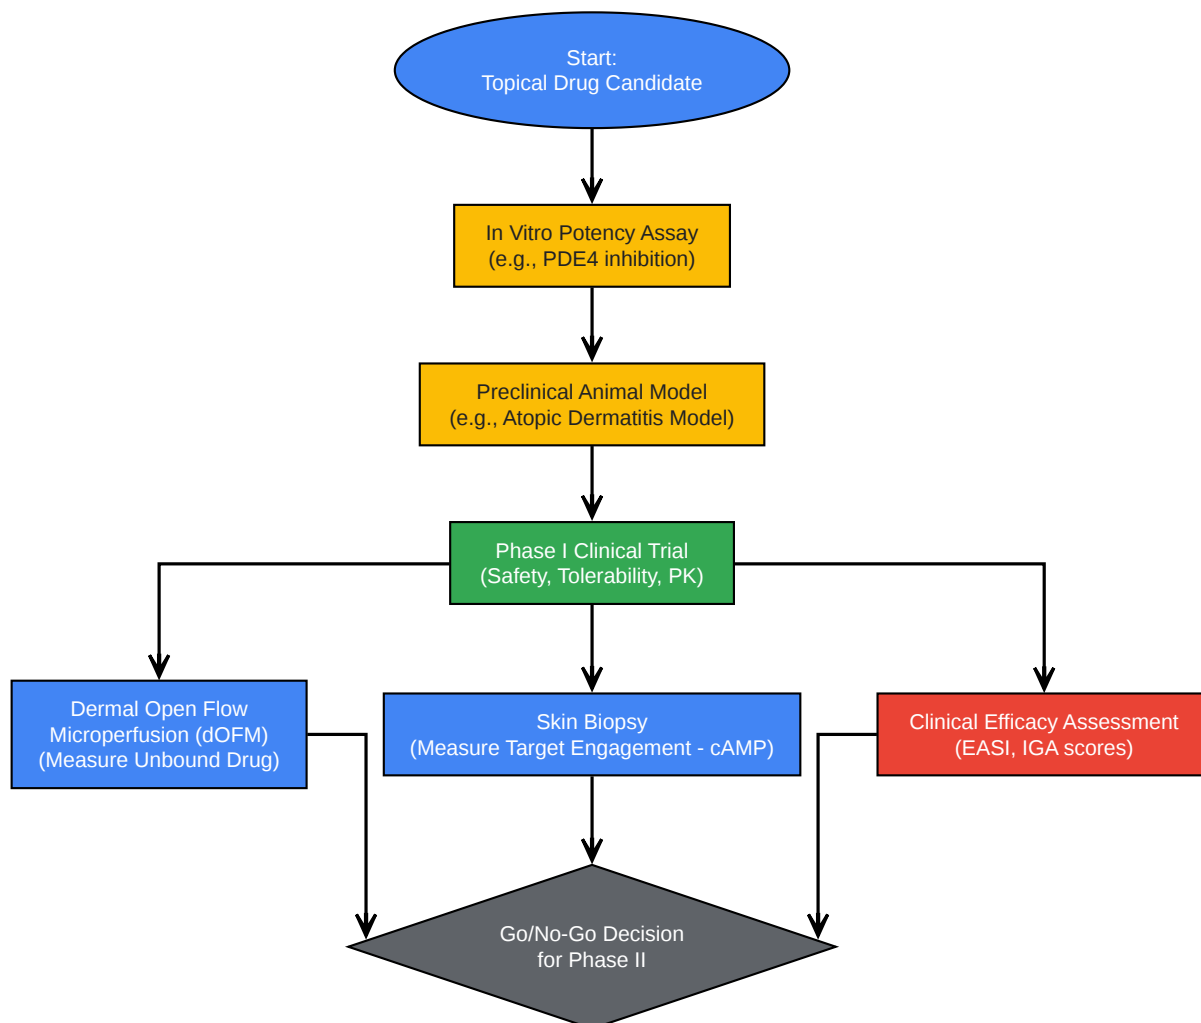 Start:
Topical Drug Candidate
In Vitro Potency Assay
(e.g., PDE4 inhibition)
Preclinical Animal Model
(e.g., Atopic Dermatitis Model)
Phase I Clinical Trial
(Safety, Tolerability, PK)
Dermal Open Flow
Microperfusion (dOFM)
(Measure Unbound Drug)
Skin Biopsy
(Measure Target Engagement - cAMP)
Clinical Efficacy Assessment
(EASI, IGA scores)
Go/No-Go Decision
for Phase II